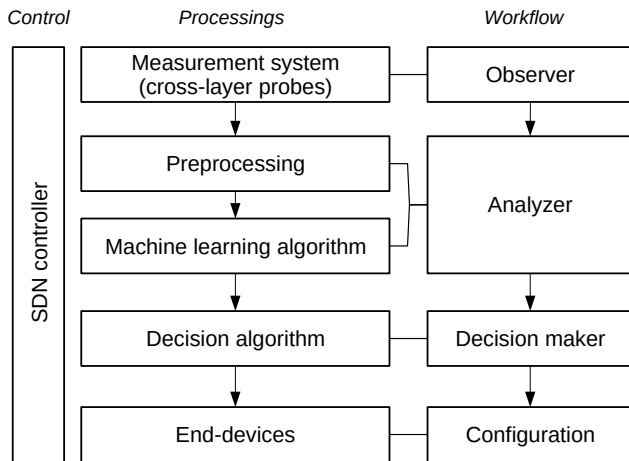 Control
Processings
Workflow
Measurement system
(cross-layer probes)
Observer
Preprocessing
Analyzer
Machine learning algorithm
SDN controller
Decision algorithm
Decision maker
End-devices
Configuration